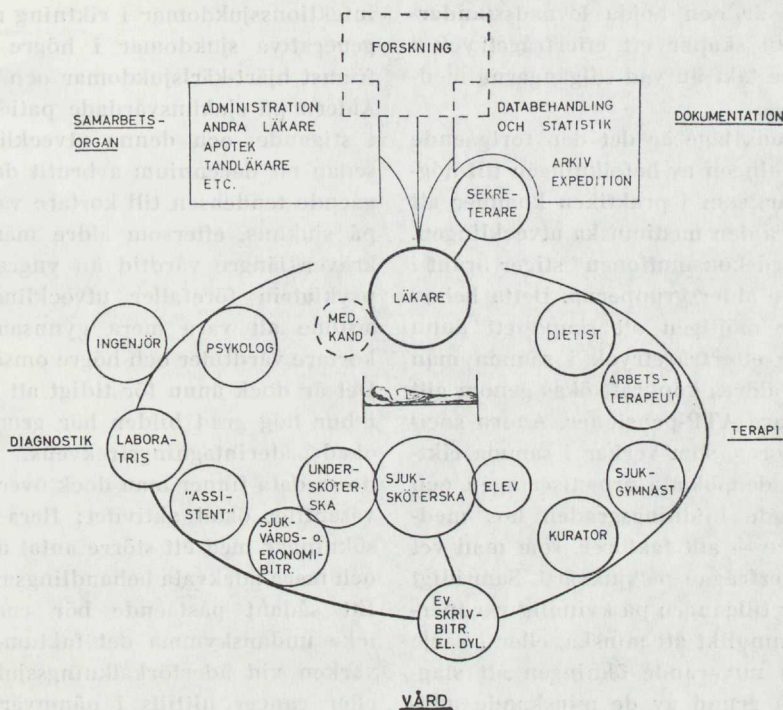 FORSKNING
SAMARBETS-
ORGAN
ADMINISTRATION
ANDRA LÄKARE
APOTEK
TANDLÄKARE
ETC.
DATABEHANDLING
OCH STATISTIK
ARKIV
EXPEDITION
DOKUMENTATION
SEKRE-
TERARE
LÄKARE
MED.
KAND
INGENJÖR
PSYKOLOG
DIETIST
ARBETS-
TERAPEUT
DIAGNOSTIK
LABORA-
TRIS
TERAPI
"ASSI-
STENT"
UNDER-
SKÖTER-
SKA
SJUK-
SKÖTERSKA
ELEV
SJUK-
GYMNAST
SJUK-
VÅRDS- O.
EKONOMI-
BITR.
KURATOR
EV.
SKRIV-
BITR.
EL. DYL.
VÅRD